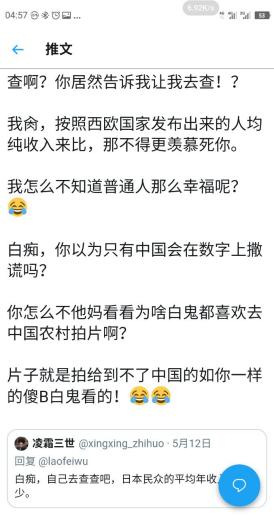 6.92K/s
04:57
53
推文
查啊？你居然告诉我让我去查！？
我肏，按照西欧国家发布出来的人均
纯收入来比，那不得更羡慕死你。
我怎么不知道普通人那么幸福呢？
😂
白痴，你以为只有中国会在数字上撒
谎吗？
你怎么不他妈看看为啥白鬼都喜欢去
中国农村拍片啊？
片子就是拍给到不了中国的如你一样
的傻B白鬼看的！😂😂
凌霜三世 @xingxing_zhihuo · 5月12日
回复 @laofeiwu
白痴，自己去查查吧，日本民众的平均年收
少。